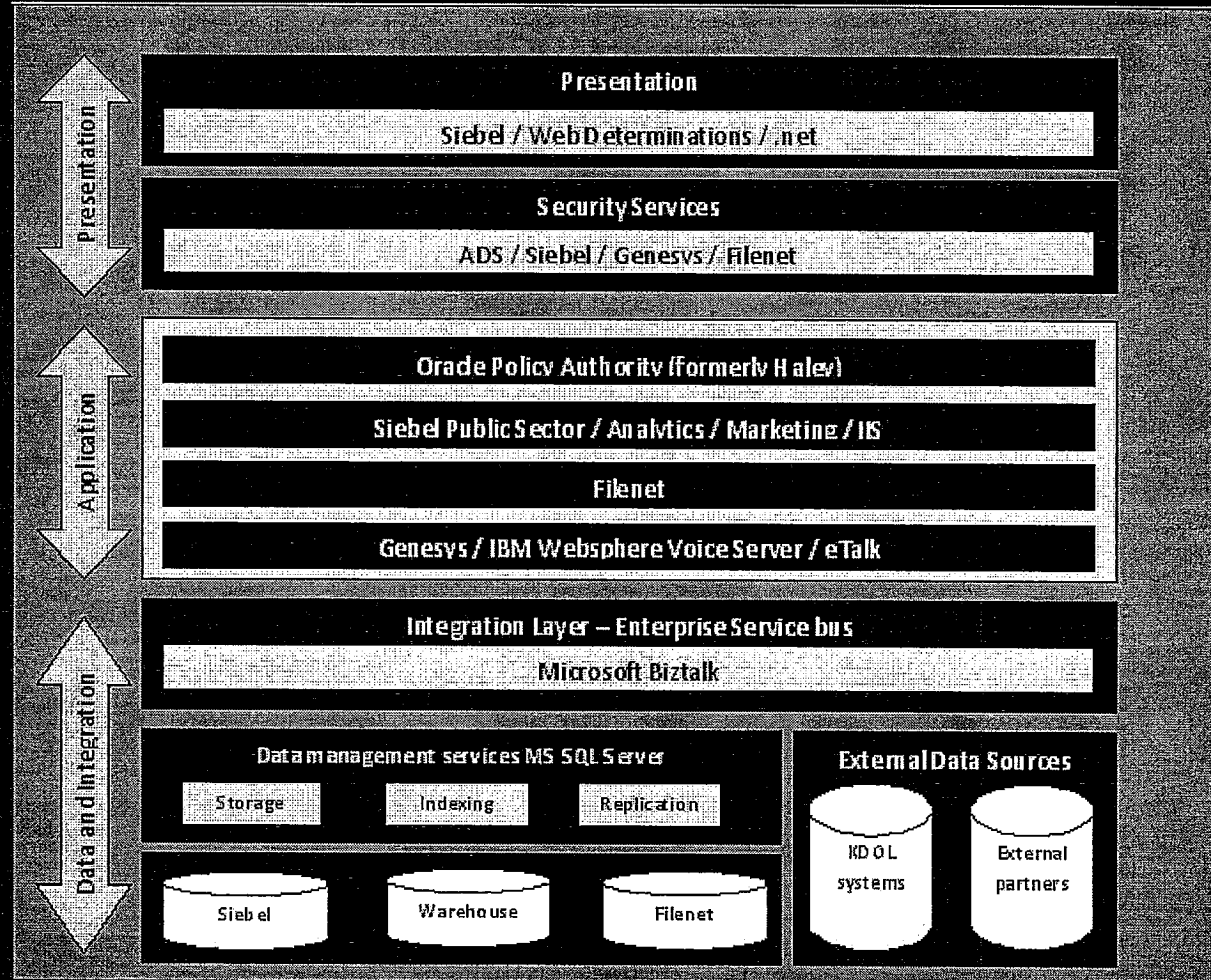 Presentation
Presentation
Siebel / Web Determinations / .net
Security Services
ADS / Siebel / Genesys / Filenet
Application
Oracle Policy Authority (formerly Haley)
Siebel Public Sector / Analytics / Marketing / IIS
Filenet
Genesys / IBM Websphere Voice Server / eTalk
Data and Integration
Integration Layer – Enterprise Service bus
Microsoft Biztalk
Data management services MS SQL Server
Storage
Indexing
Replication
Siebel
Warehouse
Filenet
External Data Sources
KDOL
systems
External
partners